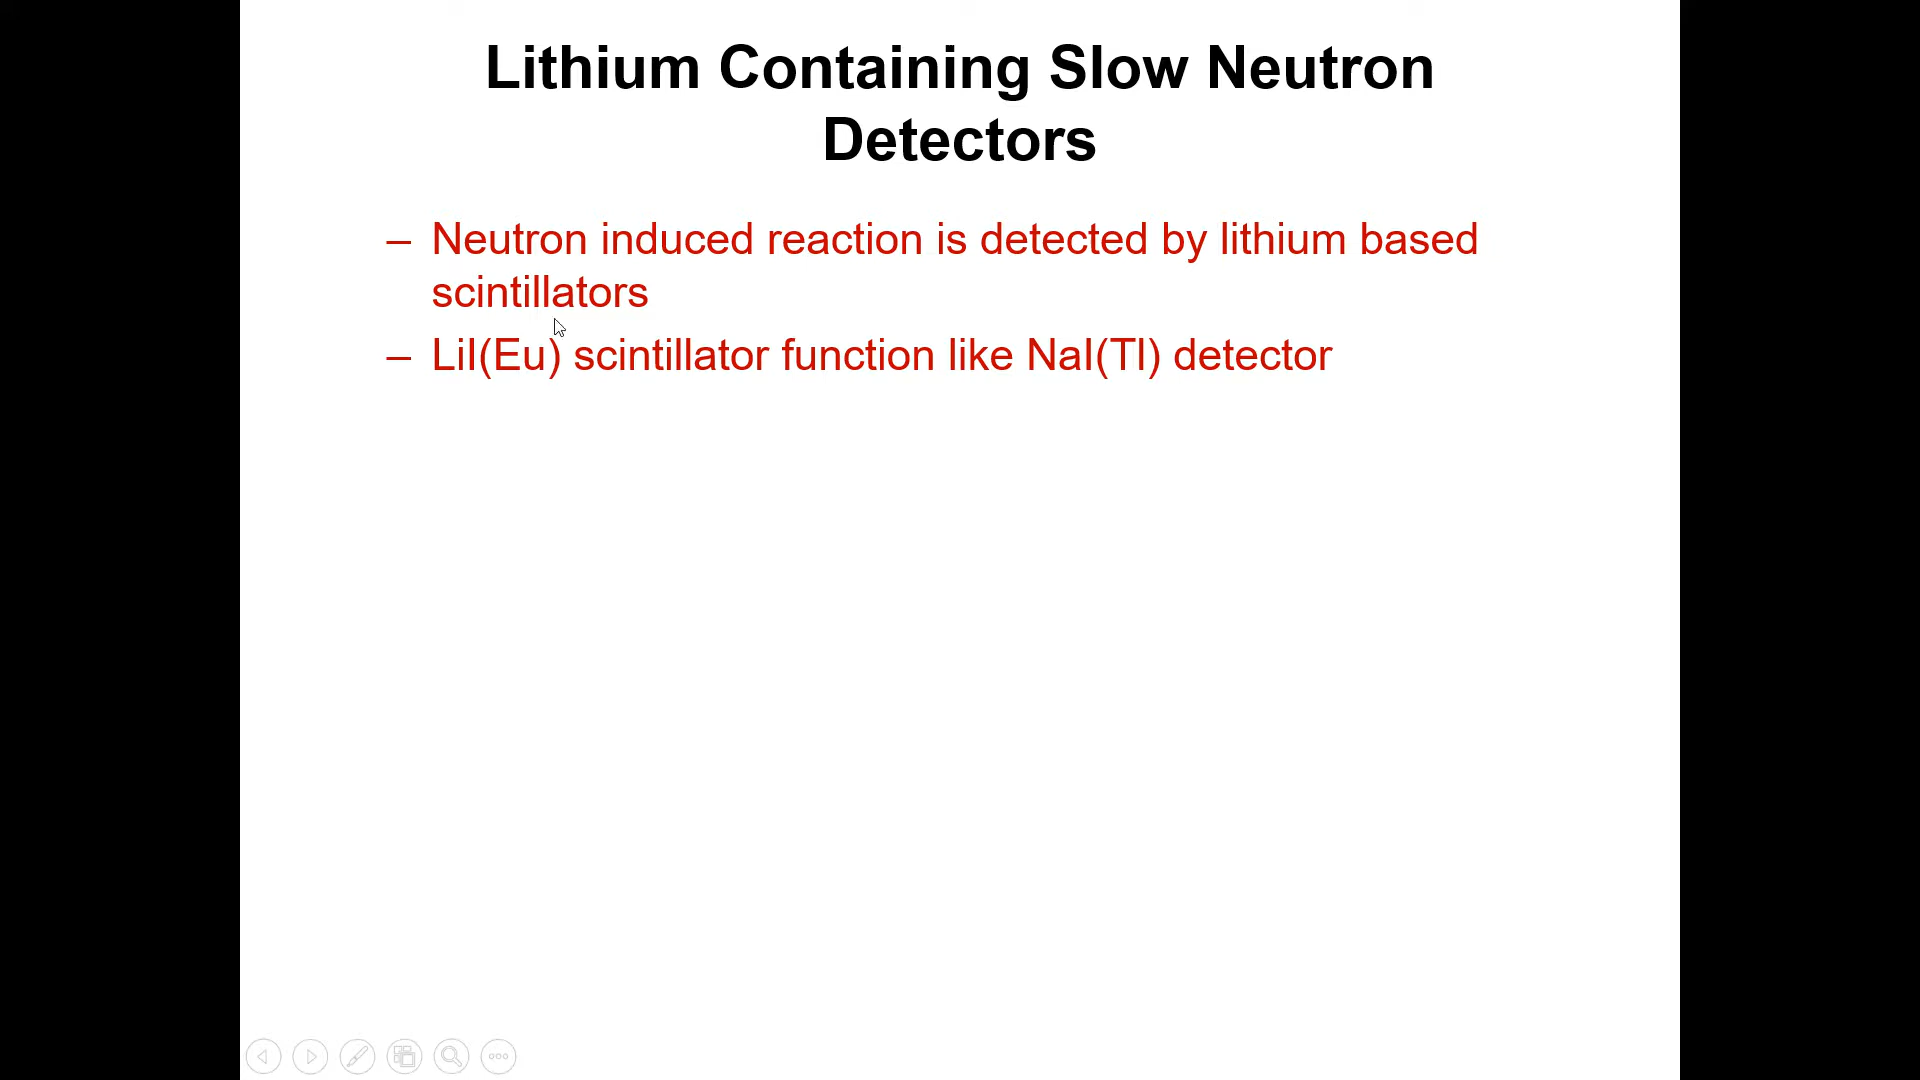 Lithium Containing Slow Neutron
Detectors
– Neutron induced reaction is detected by lithium based
scintillators
– LiI(Eu) scintillator function like NaI(Tl) detector